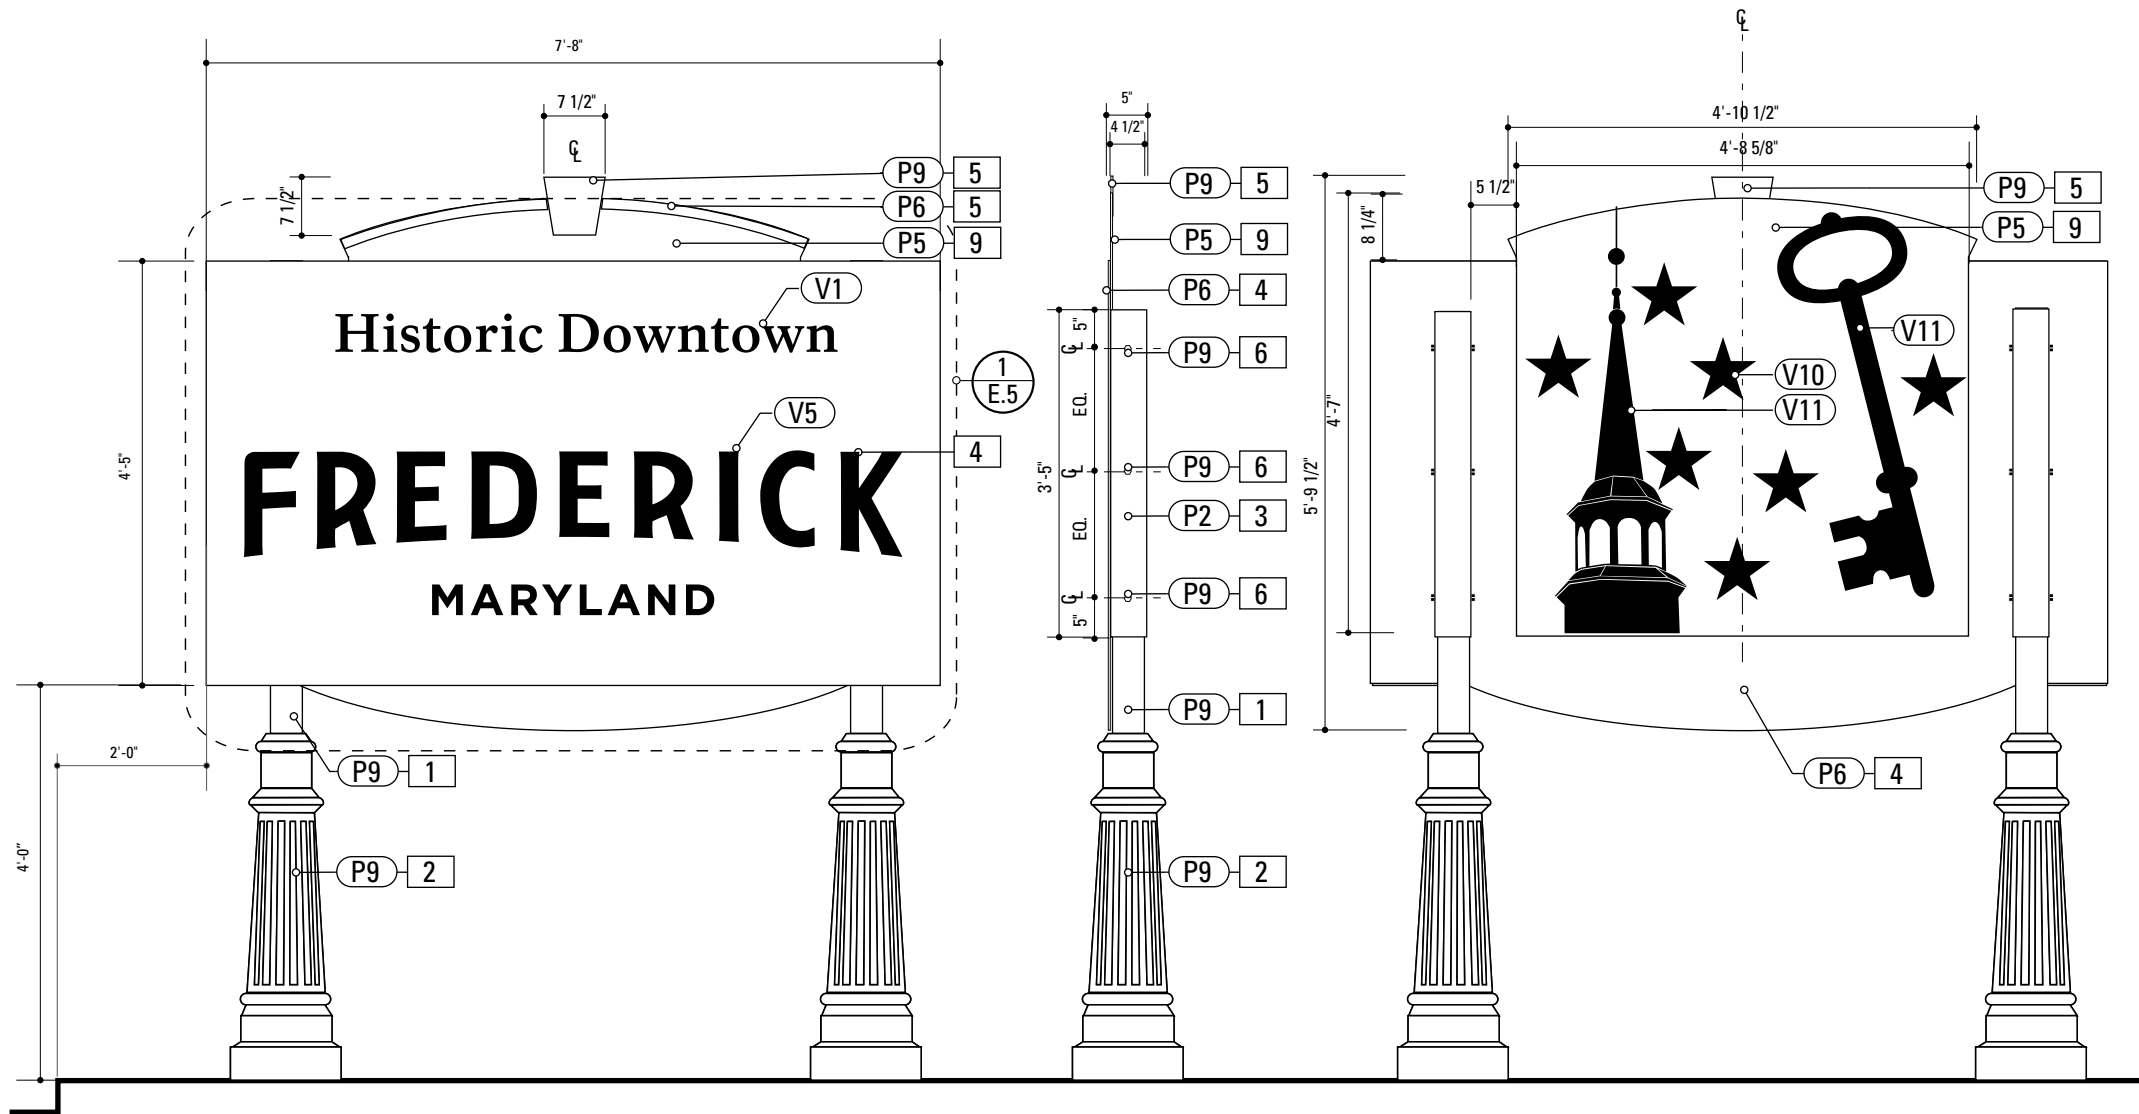 7'-8"
7 1/2"
℄
7 1/2"
P9 5
P6 5
P5 9
V1
Historic Downtown
1
E.5
V5
4
FREDERICK
MARYLAND
4'-5"
2'-0"
4'-0"
P9 1
P9 2
5"
4 1/2"
P9 5
P5 9
P6 4
5"
℄
P9 6
EQ.
3'-5"
℄
P9 6
EQ.
P2 3
℄
P9 6
5"
P9 1
P9 2
℄
4'-10 1/2"
4'-8 5/8"
5 1/2"
8 1/4"
4'-7"
5'-9 1/2"
P9 5
P5 9
V11
V10
V11
P6 4